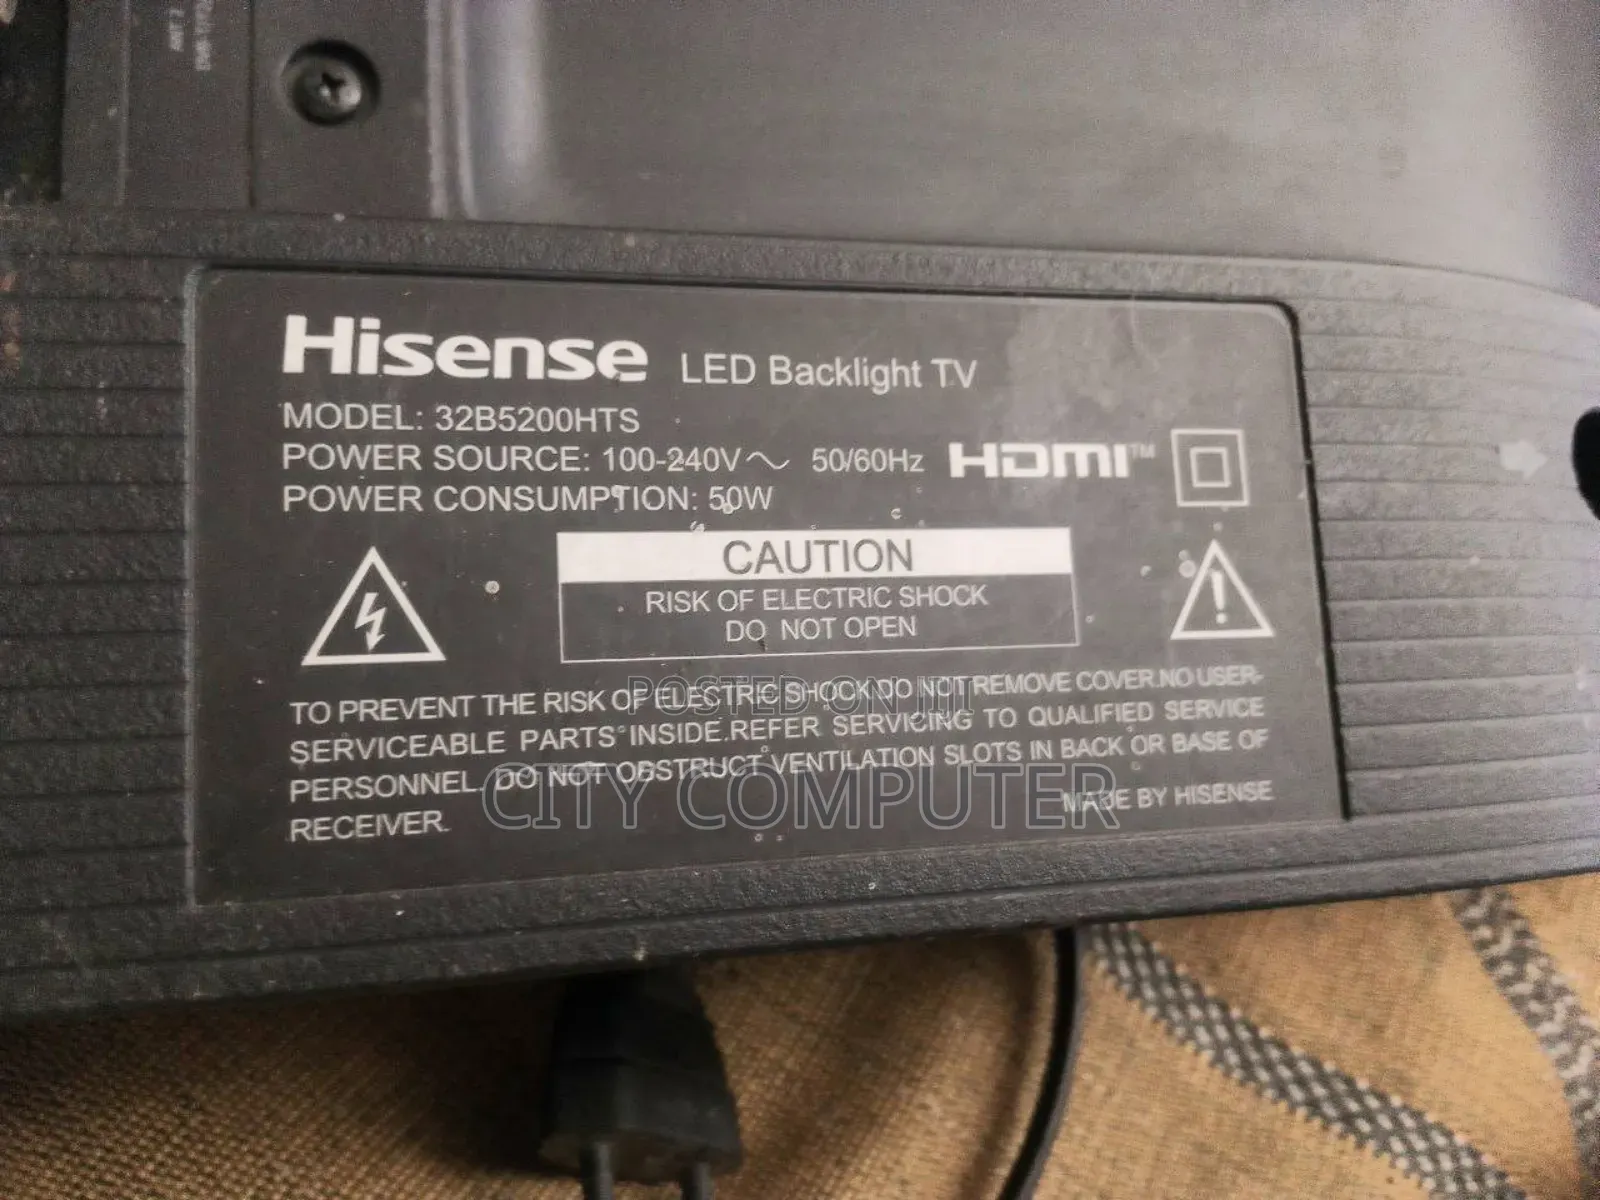 Hisense LED Backlight TV
MODEL: 32B5200HTS
POWER SOURCE: 100-240V～ 50/60Hz HDMI™
POWER CONSUMPTION: 50W
CAUTION
RISK OF ELECTRIC SHOCK
DO NOT OPEN
TO PREVENT THE RISK OF ELECTRIC SHOCK.DO NOT REMOVE COVER.NO USER-
SERVICEABLE PARTS INSIDE.REFER SERVICING TO QUALIFIED SERVICE
PERSONNEL. DO NOT OBSTRUCT VENTILATION SLOTS IN BACK OR BASE OF
RECEIVER.
MADE BY HISENSE
POSTED ON
CITY COMPUTER